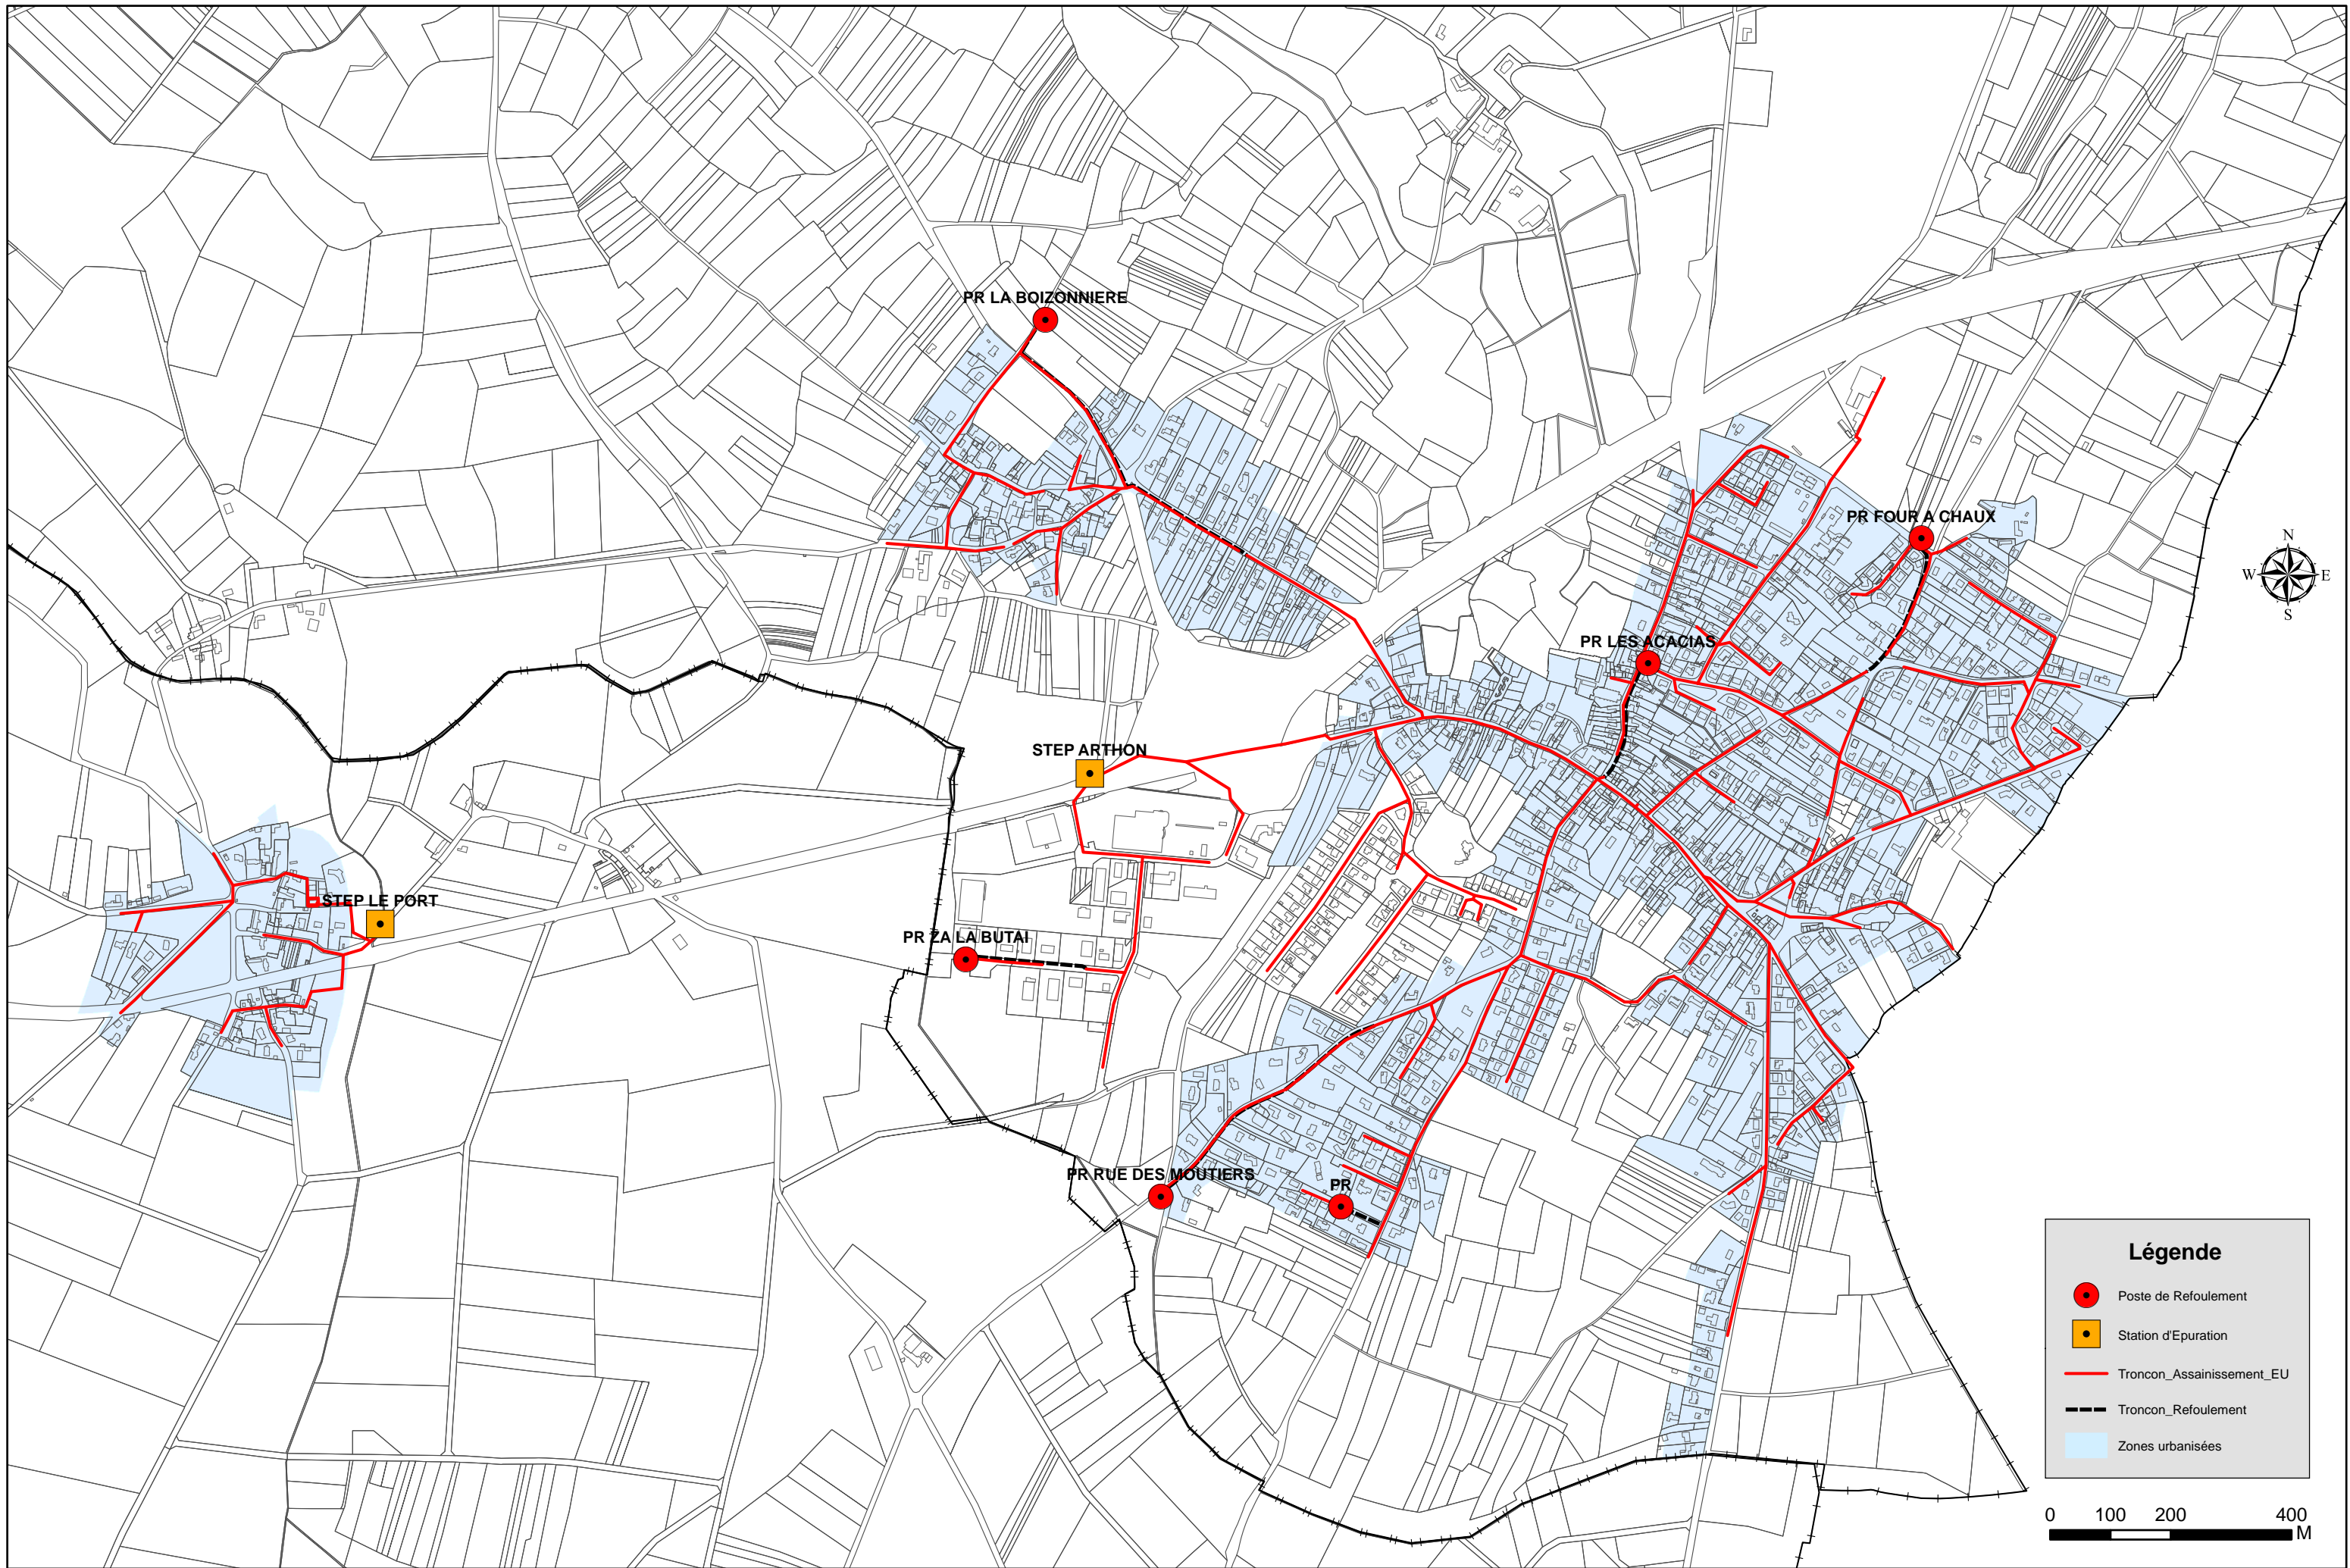 PR LA BOIZONNIERE
PR FOUR A CHAUX
N
W
E
S
PR LES ACACIAS
STEP ARTHON
STEP LE PORT
PR ZA LA BUTAI
PR RUE DES MOUTIERS
PR
Légende
Poste de Refoulement
Station d'Epuration
Troncon_Assainissement_EU
Troncon_Refoulement
Zones urbanisées
0 100 200 400
M